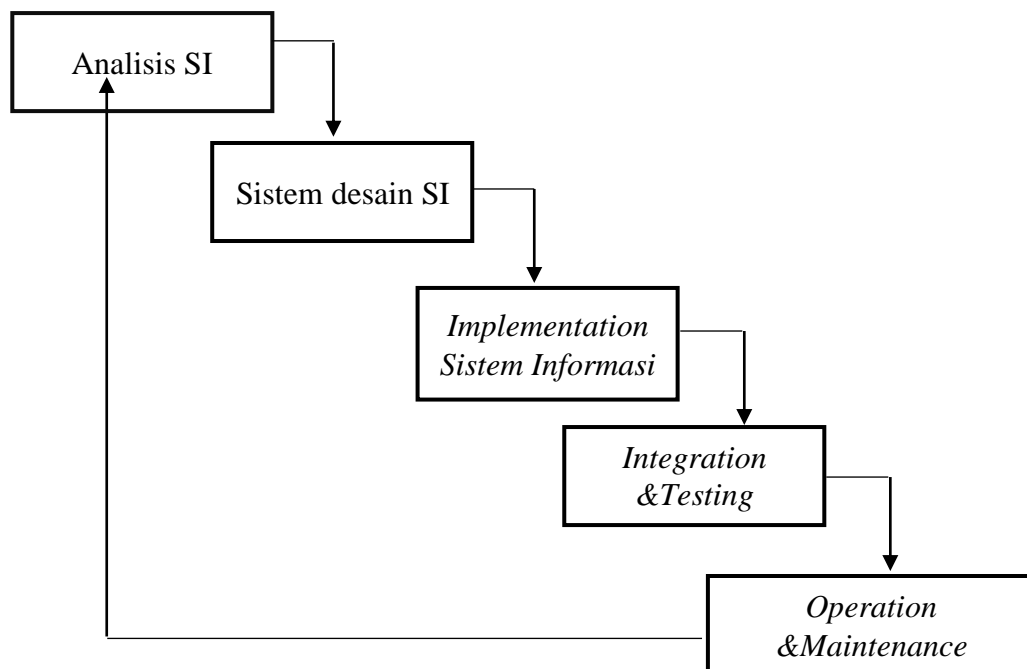 Analisis SI
Sistem desain SI
Implementation
Sistem Informasi
Integration
&Testing
Operation
&Maintenance